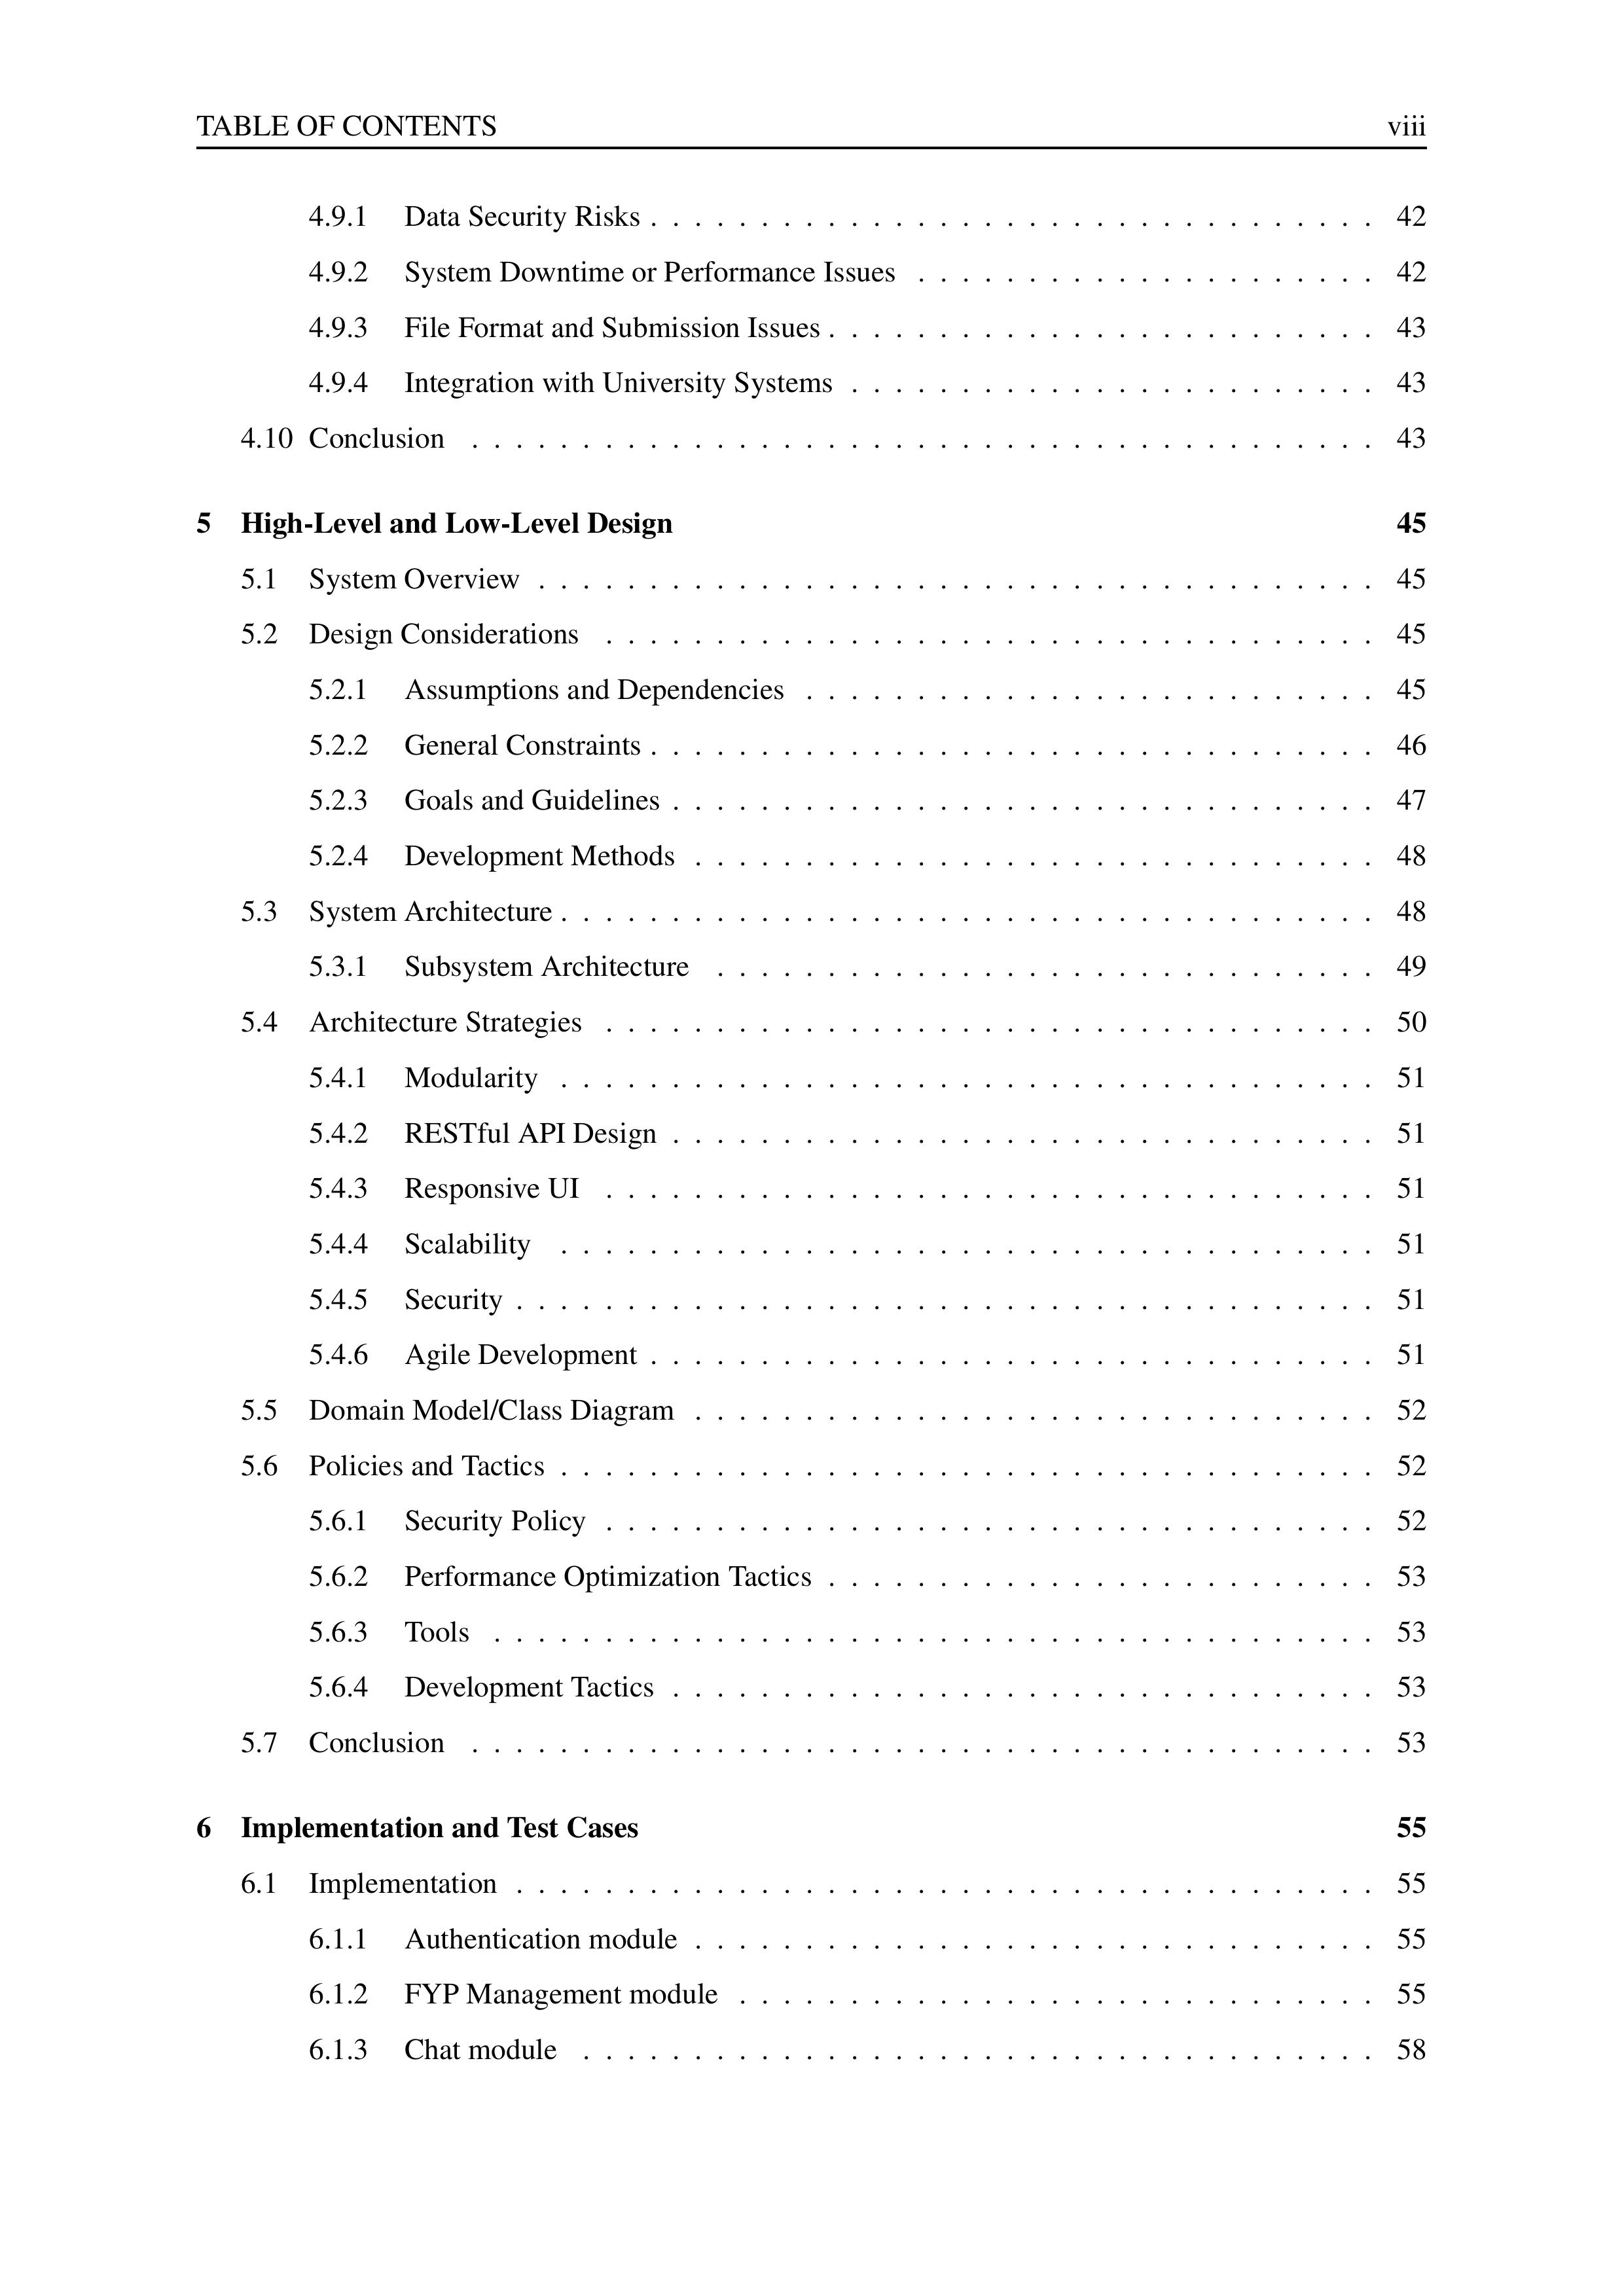 TABLE OF CONTENTS viii
4.9.1 Data Security Risks . . . . . . . . . . . . . . . . . . . . . . . . . . . . . . . . . 42
4.9.2 System Downtime or Performance Issues . . . . . . . . . . . . . . . . . . . . . 42
4.9.3 File Format and Submission Issues . . . . . . . . . . . . . . . . . . . . . . . . . 43
4.9.4 Integration with University Systems . . . . . . . . . . . . . . . . . . . . . . . . 43
4.10 Conclusion . . . . . . . . . . . . . . . . . . . . . . . . . . . . . . . . . . . . . . . . . 43
5 High-Level and Low-Level Design 45
5.1 System Overview . . . . . . . . . . . . . . . . . . . . . . . . . . . . . . . . . . . . . . 45
5.2 Design Considerations . . . . . . . . . . . . . . . . . . . . . . . . . . . . . . . . . . . 45
5.2.1 Assumptions and Dependencies . . . . . . . . . . . . . . . . . . . . . . . . . . 45
5.2.2 General Constraints . . . . . . . . . . . . . . . . . . . . . . . . . . . . . . . . . 46
5.2.3 Goals and Guidelines . . . . . . . . . . . . . . . . . . . . . . . . . . . . . . . . 47
5.2.4 Development Methods . . . . . . . . . . . . . . . . . . . . . . . . . . . . . . . 48
5.3 System Architecture . . . . . . . . . . . . . . . . . . . . . . . . . . . . . . . . . . . . . 48
5.3.1 Subsystem Architecture . . . . . . . . . . . . . . . . . . . . . . . . . . . . . . 49
5.4 Architecture Strategies . . . . . . . . . . . . . . . . . . . . . . . . . . . . . . . . . . . 50
5.4.1 Modularity . . . . . . . . . . . . . . . . . . . . . . . . . . . . . . . . . . . . . 51
5.4.2 RESTful API Design . . . . . . . . . . . . . . . . . . . . . . . . . . . . . . . . 51
5.4.3 Responsive UI . . . . . . . . . . . . . . . . . . . . . . . . . . . . . . . . . . . 51
5.4.4 Scalability . . . . . . . . . . . . . . . . . . . . . . . . . . . . . . . . . . . . . 51
5.4.5 Security . . . . . . . . . . . . . . . . . . . . . . . . . . . . . . . . . . . . . . . 51
5.4.6 Agile Development . . . . . . . . . . . . . . . . . . . . . . . . . . . . . . . . . 51
5.5 Domain Model/Class Diagram . . . . . . . . . . . . . . . . . . . . . . . . . . . . . . . 52
5.6 Policies and Tactics . . . . . . . . . . . . . . . . . . . . . . . . . . . . . . . . . . . . . 52
5.6.1 Security Policy . . . . . . . . . . . . . . . . . . . . . . . . . . . . . . . . . . . 52
5.6.2 Performance Optimization Tactics . . . . . . . . . . . . . . . . . . . . . . . . . 53
5.6.3 Tools . . . . . . . . . . . . . . . . . . . . . . . . . . . . . . . . . . . . . . . . 53
5.6.4 Development Tactics . . . . . . . . . . . . . . . . . . . . . . . . . . . . . . . . 53
5.7 Conclusion . . . . . . . . . . . . . . . . . . . . . . . . . . . . . . . . . . . . . . . . . 53
6 Implementation and Test Cases 55
6.1 Implementation . . . . . . . . . . . . . . . . . . . . . . . . . . . . . . . . . . . . . . . 55
6.1.1 Authentication module . . . . . . . . . . . . . . . . . . . . . . . . . . . . . . . 55
6.1.2 FYP Management module . . . . . . . . . . . . . . . . . . . . . . . . . . . . . 55
6.1.3 Chat module . . . . . . . . . . . . . . . . . . . . . . . . . . . . . . . . . . . . 58